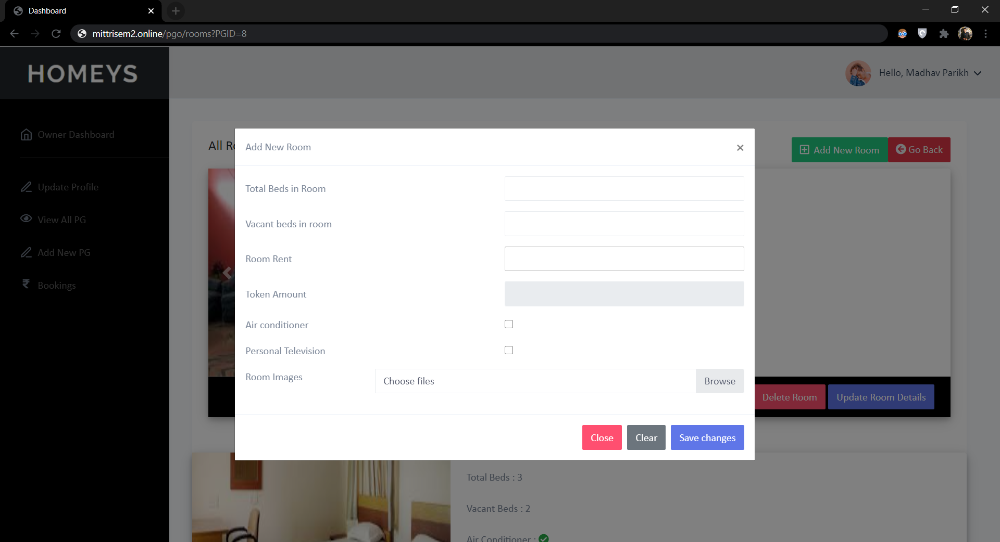 Dashboard
mittrisem2.online/pgo/rooms?PGID=8
HOMEYS
Hello, Madhav Parikh
Owner Dashboard
Update Profile
View All PG
Add New PG
Bookings
All Ro
Add New Room
Go Back
Add New Room
Total Beds in Room
Vacant beds in room
Room Rent
Token Amount
Air conditioner
Personal Television
Room Images
Choose files
Browse
Close
Clear
Save changes
Delete Room
Update Room Details
Total Beds : 3
Vacant Beds : 2
Air Conditioner :